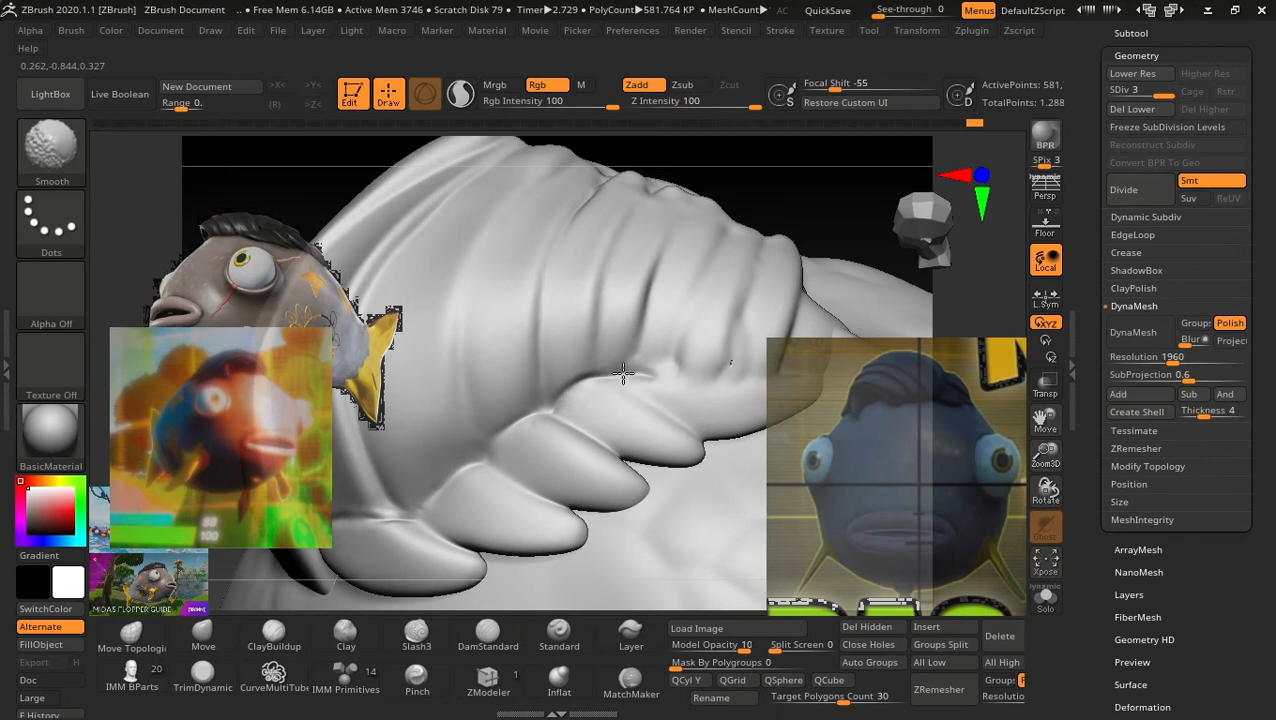 ZBrush 2020.1.1 [ZBrush] ZBrush Document .. • Free Mem 6.14GB • Active Mem 3746 • Scratch Disk 79 • Timer▶2.729 • PolyCount▶581.764 KP • MeshCount▶ AC QuickSave See-through 0 Menus DefaultZScript
Alpha Brush Color Document Draw Edit File Layer Light Macro Marker Material Movie Picker Preferences Render Stencil Stroke Texture Tool Transform Zplugin Zscript
Help
0.262,-0.844,0.327
LightBox
Live Boolean
New Document
Range 0.
>X<
>Y<
>Z<
(R)
Edit
Draw
Mrgb Rgb M
Rgb Intensity 100
Zadd Zsub Zcut
Z Intensity 100
S
Focal Shift -55
Restore Custom UI
D
ActivePoints: 581,
TotalPoints: 1.288
Smooth
Dots
Alpha Off
Texture Off
BasicMaterial
Gradient
SwitchColor
Alternate
FillObject
Export H
Doc
Large
88
100
MIDAS FLOPPER GUIDE
BPR
SPix 3
Dynamic
Persp
Floor
Local
L.Sym
XYZ
Transp
Move
Zoom3D
Rotate
Ghost
Xpose
Dynamic
Solo
Subtool
Geometry
Lower Res Higher Res
SDiv 3 Cage Rstr
Del Lower Del Higher
Freeze SubDivision Levels
Reconstruct Subdiv
Convert BPR To Geo
Divide Smt
Suv ReUV
Dynamic Subdiv
EdgeLoop
Crease
ShadowBox
ClayPolish
DynaMesh
DynaMesh Groups Polish
Blur Project
Resolution 1960
SubProjection 0.6
Add Sub And
Create Shell Thickness 4
Tessimate
ZRemesher
Modify Topology
Position
Size
MeshIntegrity
ArrayMesh
NanoMesh
Layers
FiberMesh
Geometry HD
Preview
Surface
Deformation
Move Topologic Move ClayBuildup Clay Slash3 DamStandard Standard Layer
IMM BParts 20 TrimDynamic CurveMultiTube IMM Primitives 14 Pinch ZModeler 1 Inflat MatchMaker
Load Image
Model Opacity 10 Split Screen 0
Mask By Polygroups 0
QCyl Y QGrid QSphere QCube
Rename Target Polygons Count 30
Del Hidden Insert
Close Holes Groups Split Delete
Auto Groups All Low All High
ZRemesher Groups
Resolutio